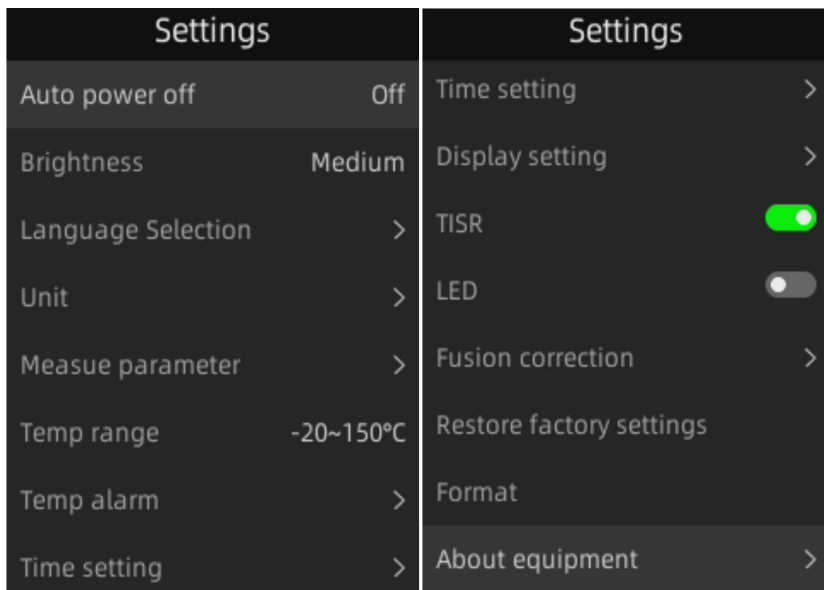 Settings
Auto power off Off
Brightness Medium
Language Selection >
Unit >
Measue parameter >
Temp range -20~150°C
Temp alarm >
Time setting >
Settings
Time setting >
Display setting >
TISR
LED
Fusion correction >
Restore factory settings
Format
About equipment >